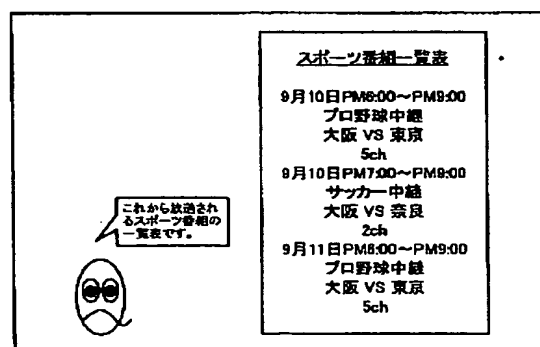 スポーツ番組一覧表
9月10日PM6:00～PM9:00
プロ野球中継
大阪 VS 東京
5ch
9月10日PM7:00～PM9:00
サッカー中継
大阪 VS 奈良
2ch
9月11日PM6:00～PM9:00
プロ野球中継
大阪 VS 東京
5ch
これから放送され
るスポーツ番組の
一覧表です。